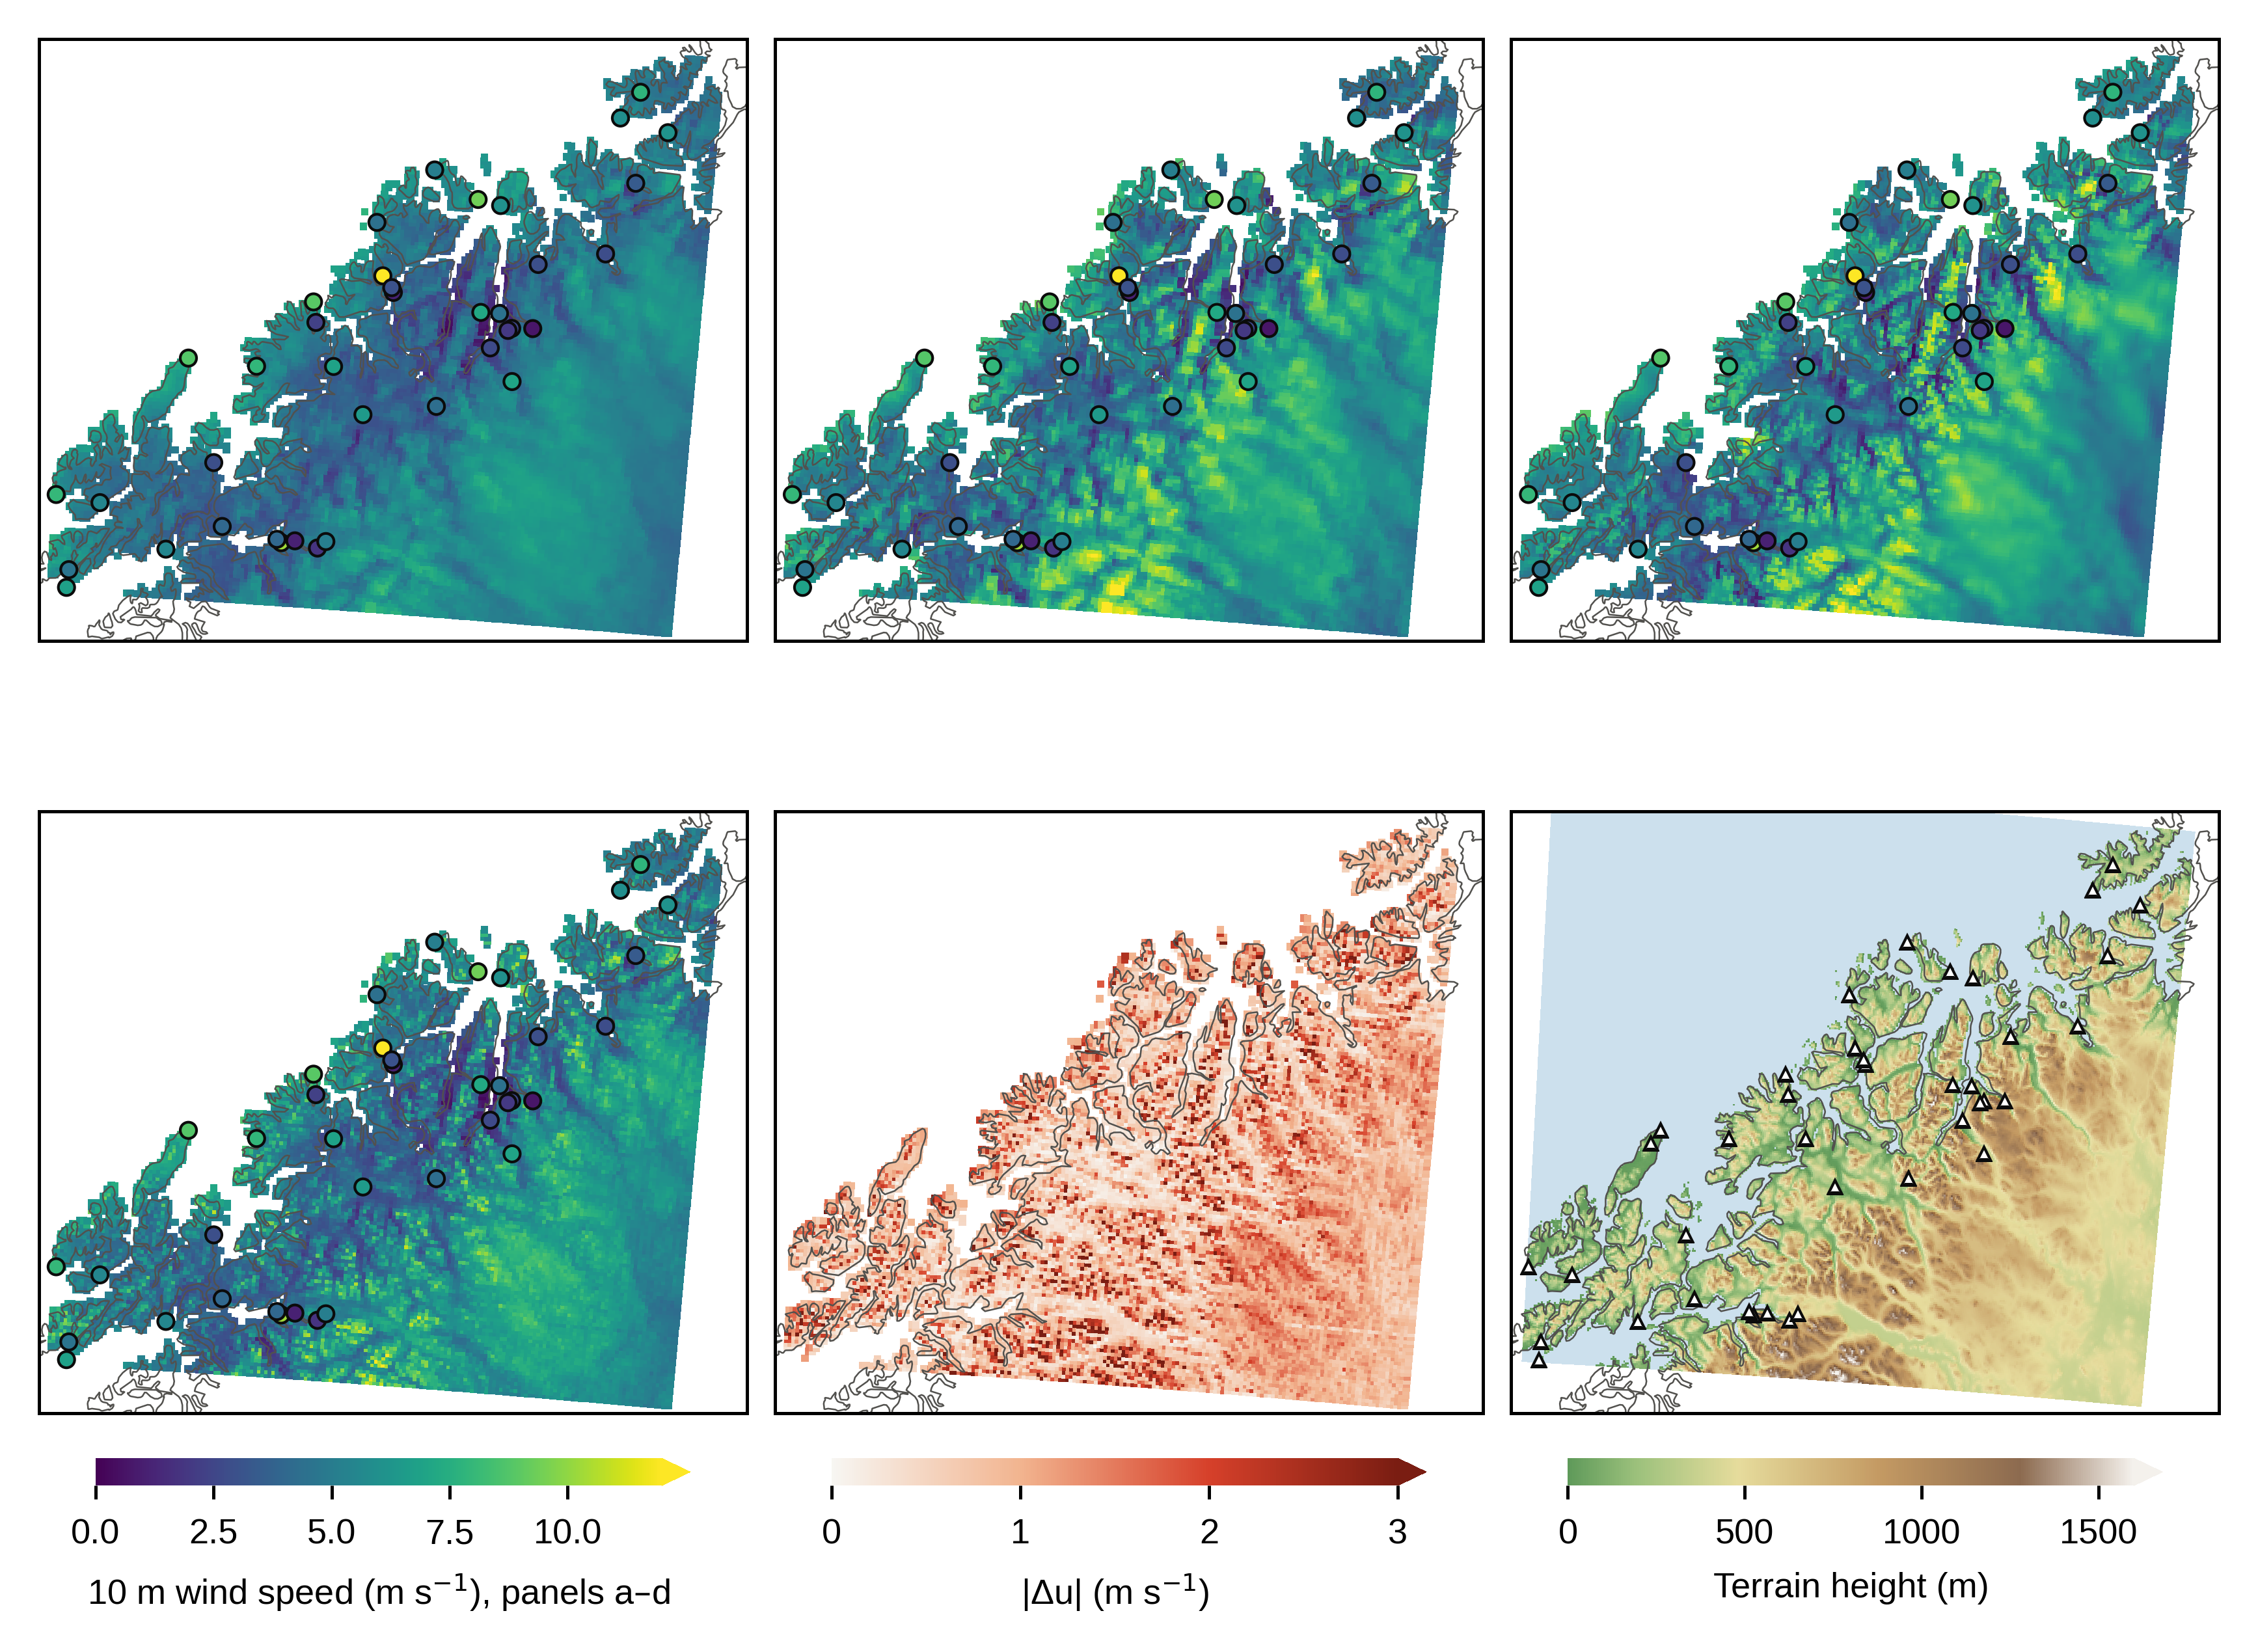 0.0 2.5 5.0 7.5 10.0
10 m wind speed (m s⁻¹), panels a–d
0 1 2 3
|Δu| (m s⁻¹)
0 500 1000 1500
Terrain height (m)